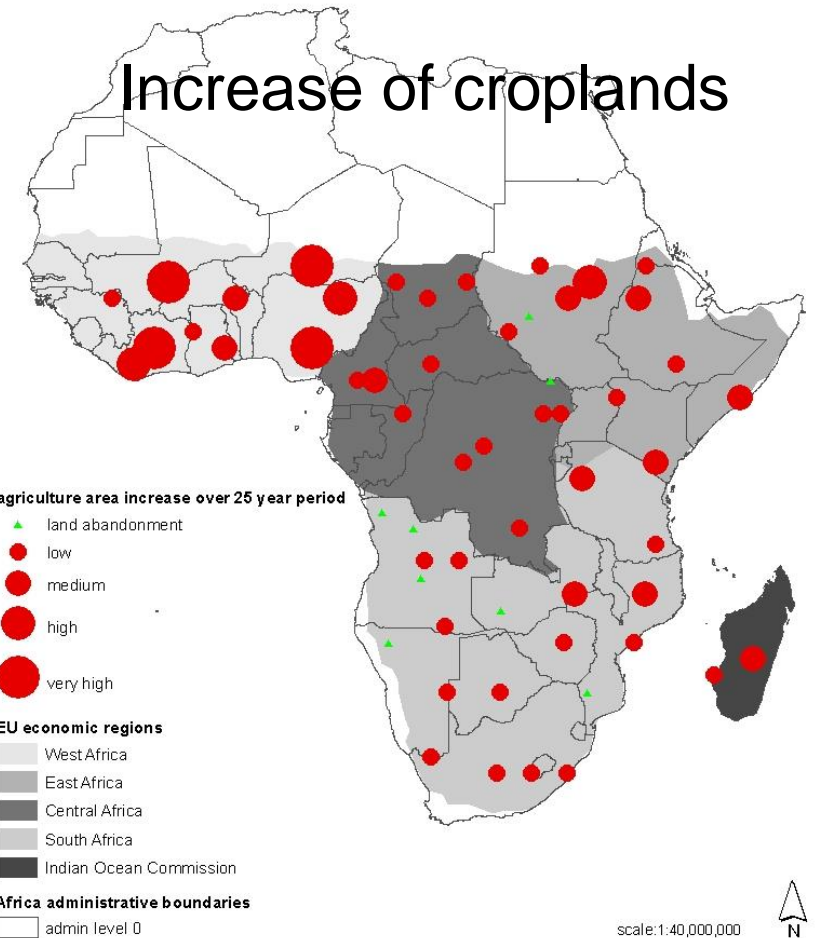 Increase of croplands
agriculture area increase over 25 year period
land abandonment
low
medium
high
very high
EU economic regions
West Africa
East Africa
Central Africa
South Africa
Indian Ocean Commission
Africa administrative boundaries
admin level 0
scale:1:40,000,000
N